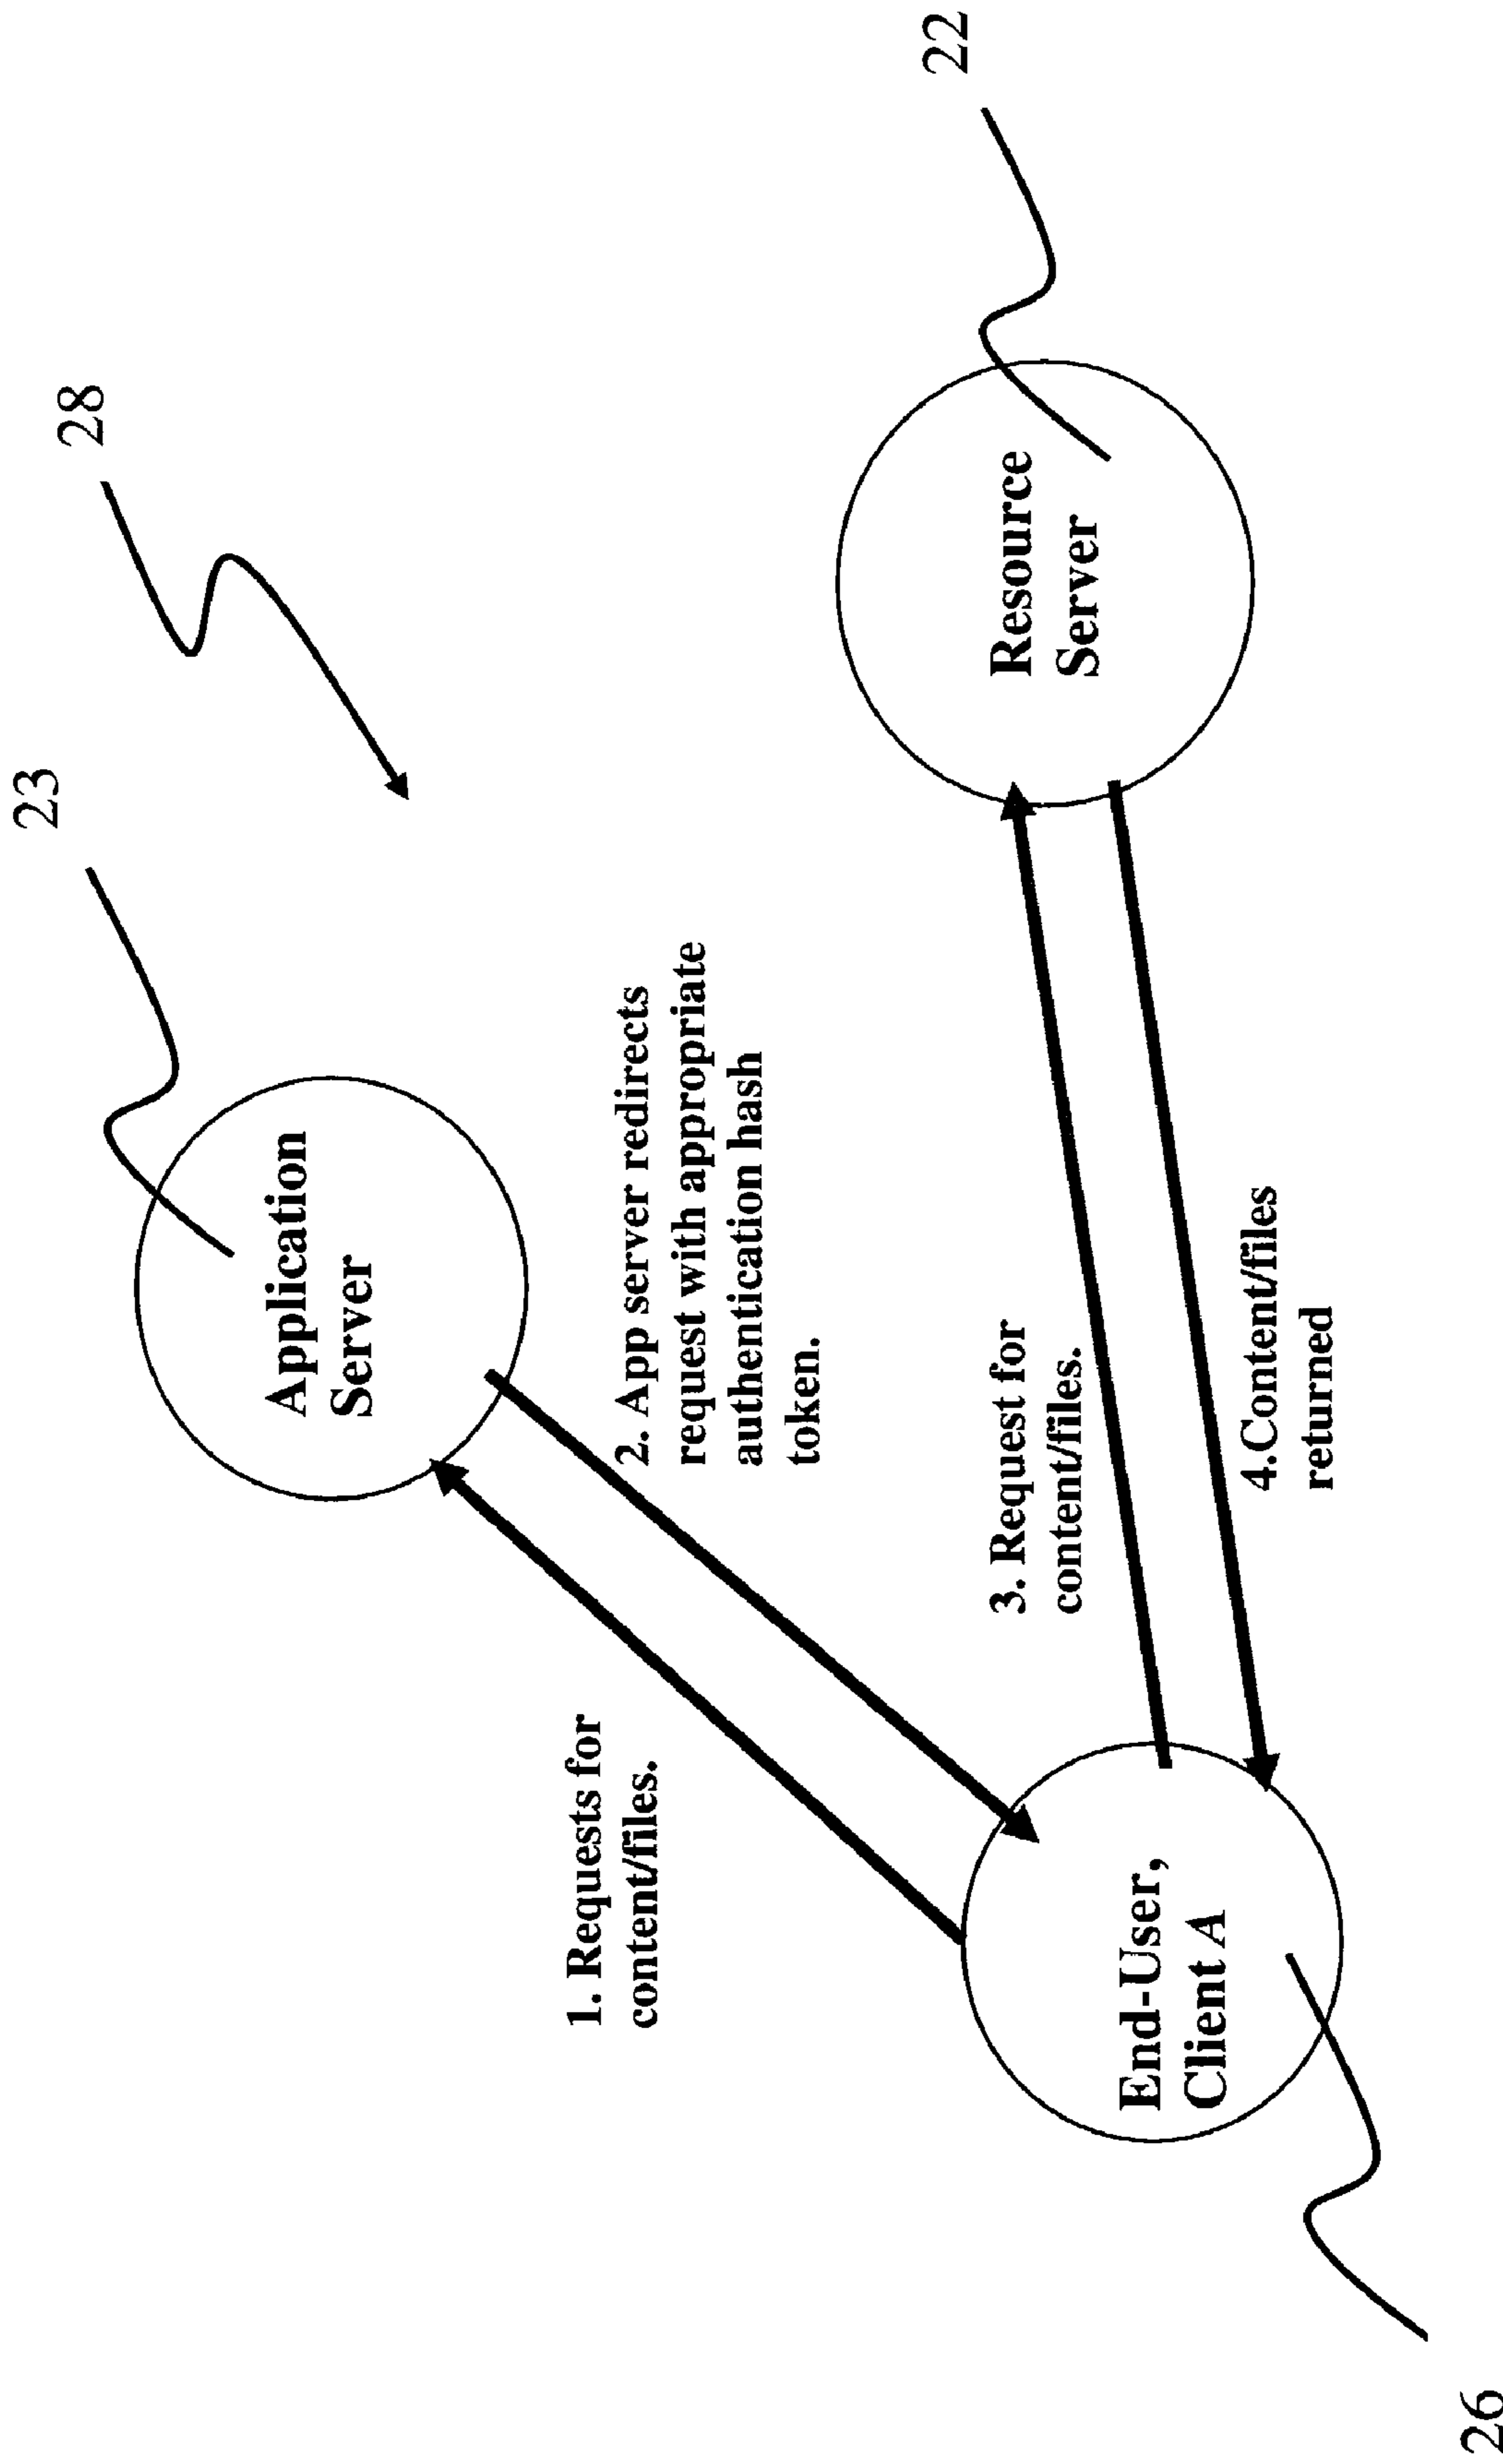 28
23
Application
Server
22
2. App server redirects
request with appropriate
authentication hash
token.
1. Requests for
content/files.
3. Request for
content/files.
Resource
Server
End-User,
Client A
4.Content/files
returned
26